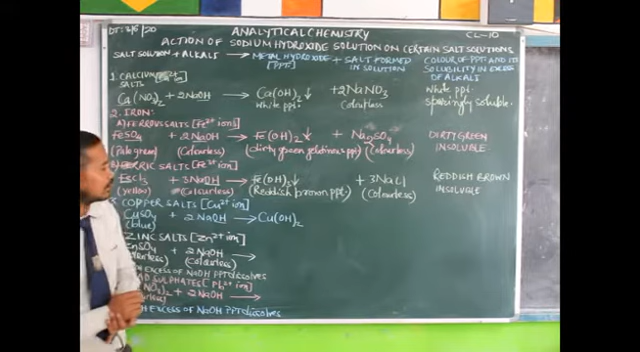 DT:3/6/20 ANALYTICAL CHEMISTRY CL-10
ACTION OF SODIUM HYDROXIDE SOLUTION ON CERTAIN SALT SOLUTIONS
SALT SOLUTION + ALKALI → METAL HYDROXIDE [PPT] + SALT FORMED IN SOLUTION COLOUR OF PPT AND ITS SOLUBILITY IN EXCESS OF ALKALI
1. CALCIUM SALTS
Ca(NO3)2 + 2NaOH → Ca(OH)2↓ + 2NaNO3 White ppt.
White ppt Colourless sparingly soluble.
2. IRON:
a) FERROUS SALTS [Fe2+ ions]
FeSO4 + 2NaOH → Fe(OH)2↓ + Na2SO4 DIRTY GREEN
(Pale green) (Colourless) (dirty green gelatinous ppt) (Colourless) INSOLUBLE
FERRIC SALTS [Fe3+ ion]
FeCl3 + 3NaOH → Fe(OH)3↓ + 3NaCl REDDISH BROWN
(yellow) (Colourless) (Reddish brown ppt) (Colourless) INSOLUBLE
3. COPPER SALTS [Cu2+ ion]
CuSO4 + 2NaOH → Cu(OH)2
(blue)
ZINC SALTS [Zn2+ ion]
ZnSO4 + 2NaOH →
(Colourless)
EXCESS OF NaOH PPT dissolves
SULPHATES [Pb2+ ion]
+ 2NaOH →
EXCESS OF NaOH PPT dissolves